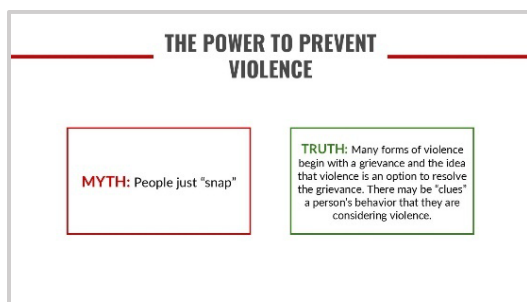 THE POWER TO PREVENT
VIOLENCE
MYTH: People just “snap”
TRUTH: Many forms of violence
begin with a grievance and the idea
that violence is an option to resolve
the grievance. There may be “clues”
a person's behavior that they are
considering violence.